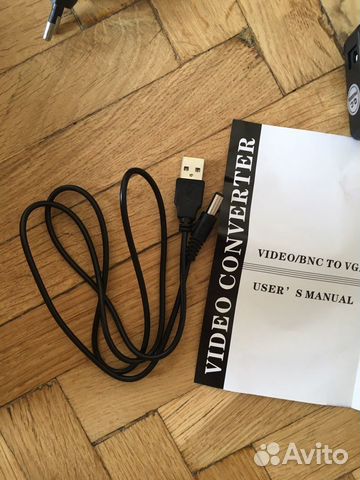 VIDEO CONVERTER
VIDEO/BNC TO VGA
USER'S MANUAL
Avito